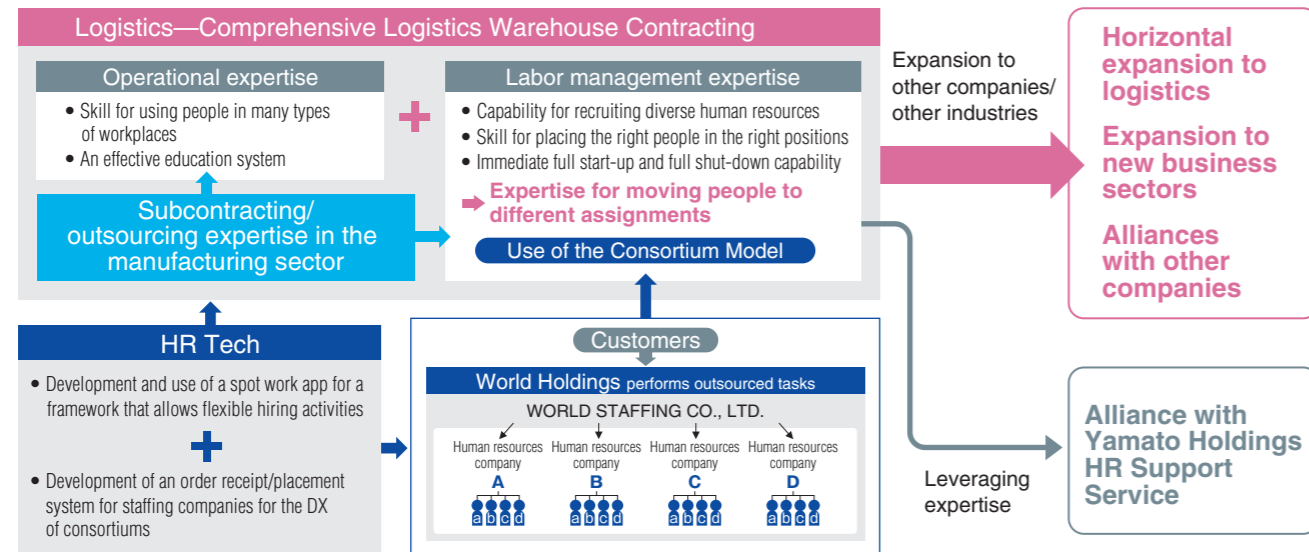 Logistics—Comprehensive Logistics Warehouse Contracting
Operational expertise
• Skill for using people in many types
of workplaces
• An effective education system
+
Labor management expertise
• Capability for recruiting diverse human resources
• Skill for placing the right people in the right positions
• Immediate full start-up and full shut-down capability
Expertise for moving people to
different assignments
Use of the Consortium Model
Subcontracting/
outsourcing expertise in the
manufacturing sector
Expansion to
other companies/
other industries
Horizontal
expansion to
logistics
Expansion to
new business
sectors
Alliances
with other
companies
HR Tech
• Development and use of a spot work app for a
framework that allows flexible hiring activities
+
• Development of an order receipt/placement
system for staffing companies for the DX
of consortiums
Customers
World Holdings performs outsourced tasks
WORLD STAFFING CO., LTD.
Human resources
company
A
a b c d
Human resources
company
B
a b c d
Human resources
company
C
a b c d
Human resources
company
D
a b c d
Leveraging
expertise
Alliance with
Yamato Holdings
HR Support
Service